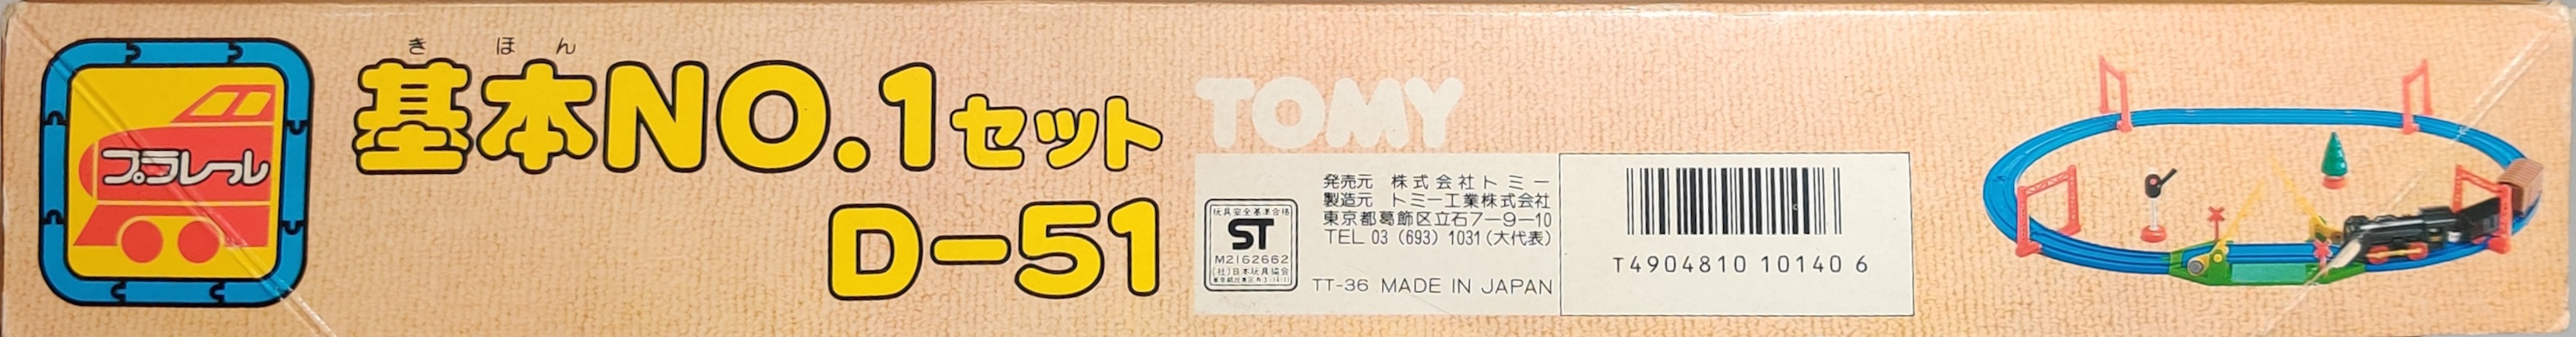 プラレール
き ほ ん
基本NO.1セット
D-51
TOMY
玩具安全基準合格
ST
M2162662
(社)日本玩具協会
発売元 株式会社トミー
製造元 トミー工業株式会社
東京都葛飾区立石7-9-10
TEL 03 (693) 1031(大代表)
TT-36 MADE IN JAPAN
T4904810 10140 6